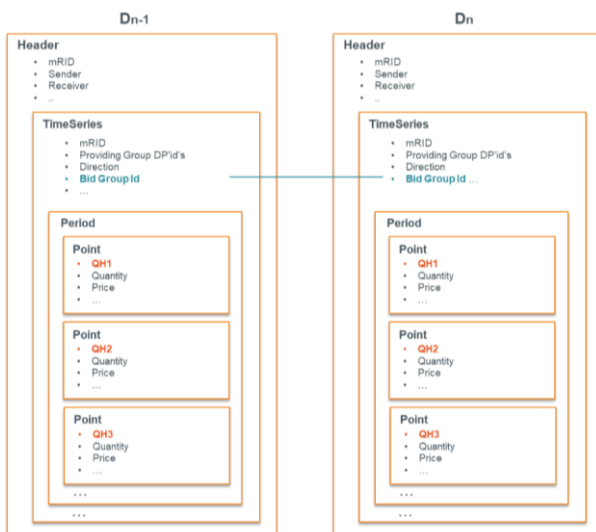 Dn-1
Header
• mRID
• Sender
• Receiver
• ..
TimeSeries
• mRID
• Providing Group DP'id's
• Direction
• Bid Group Id
• ...
Period
Point
• QH1
• Quantity
• Price
• ...
Point
• QH2
• Quantity
• Price
• ...
Point
• QH3
• Quantity
• Price
• ...
...
...
Dn
Header
• mRID
• Sender
• Receiver
• ..
TimeSeries
• mRID
• Providing Group DP'id's
• Direction
• Bid Group Id ...
Period
Point
• QH1
• Quantity
• Price
• ...
Point
• QH2
• Quantity
• Price
• ...
Point
• QH3
• Quantity
• Price
• ...
...
...